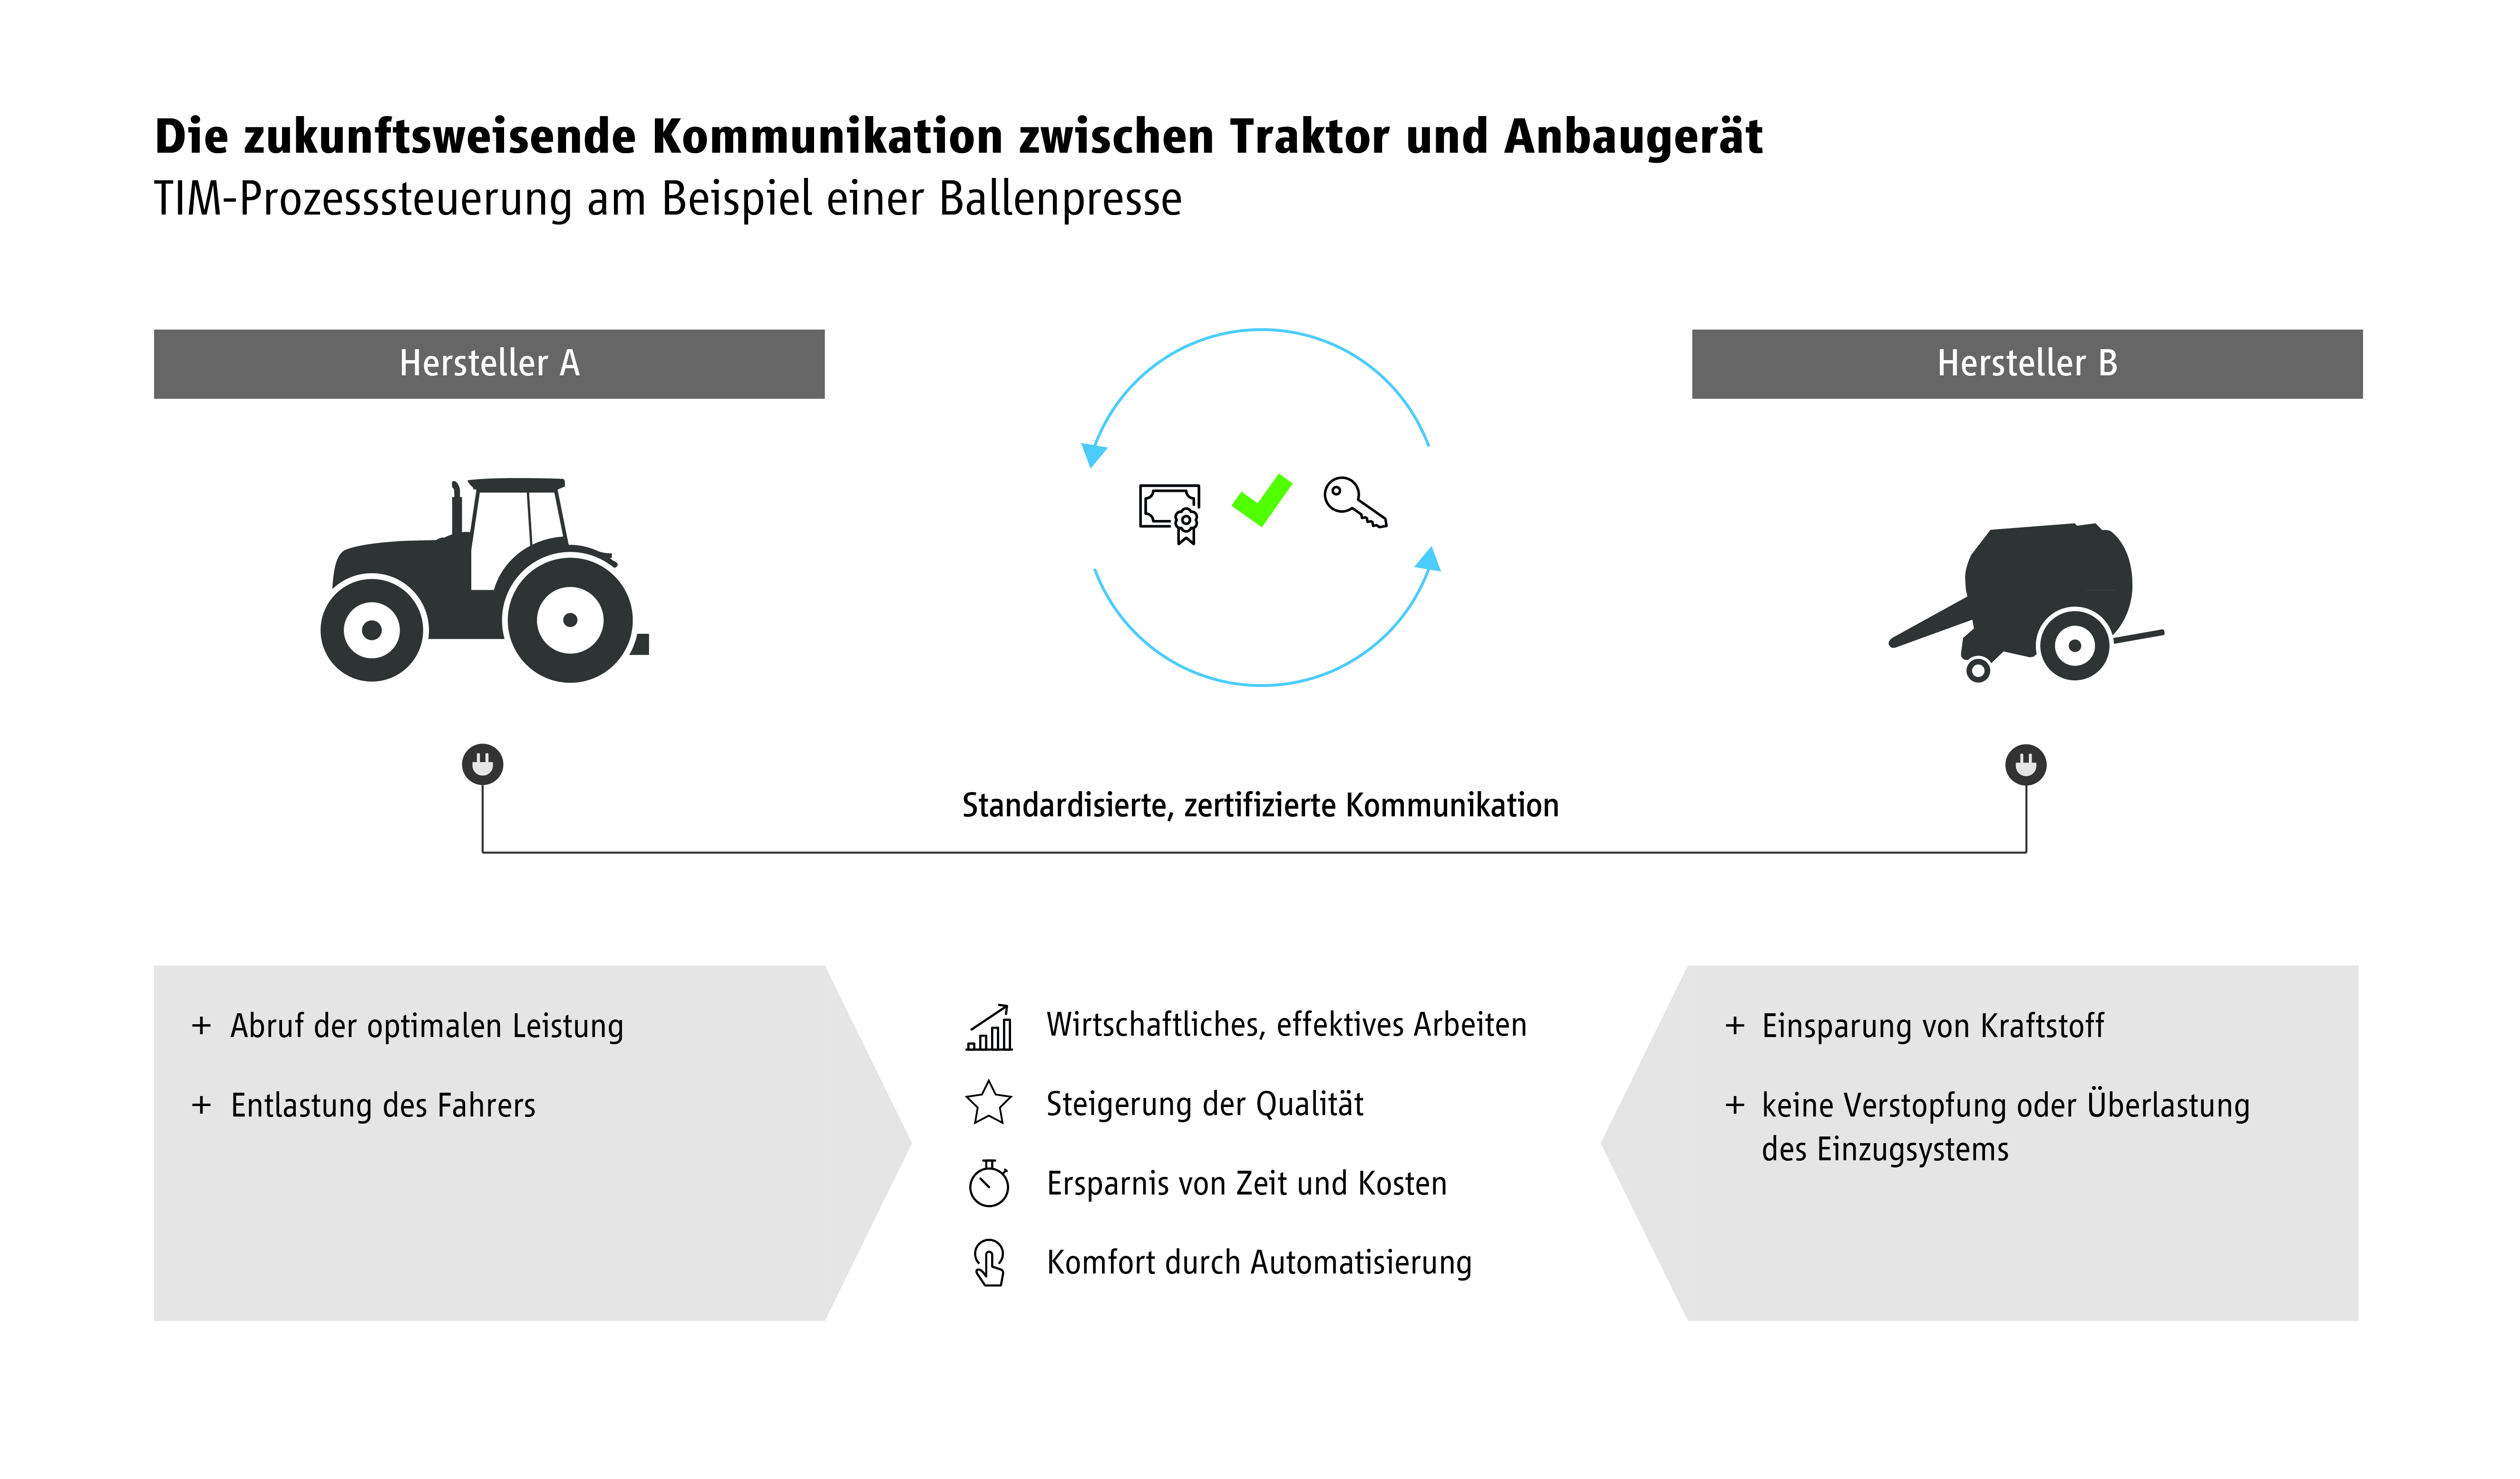 Die zukunftsweisende Kommunikation zwischen Traktor und Anbaugerät
TIM-Prozesssteuerung am Beispiel einer Ballenpresse
Hersteller A
Hersteller B
Standardisierte, zertifizierte Kommunikation
+ Abruf der optimalen Leistung
+ Entlastung des Fahrers
Wirtschaftliches, effektives Arbeiten
Steigerung der Qualität
Ersparnis von Zeit und Kosten
Komfort durch Automatisierung
+ Einsparung von Kraftstoff
+ keine Verstopfung oder Überlastung
des Einzugsystems